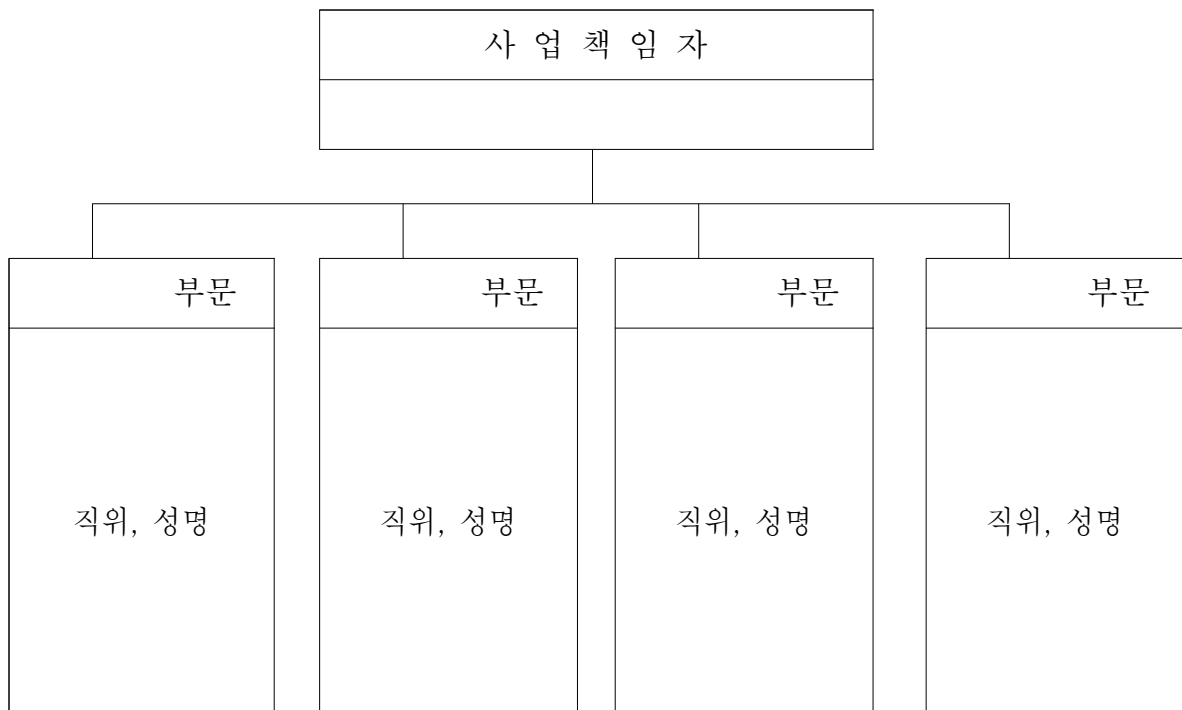 사 업 책 임 자
부문 부문 부문 부문
직위, 성명 직위, 성명 직위, 성명 직위, 성명